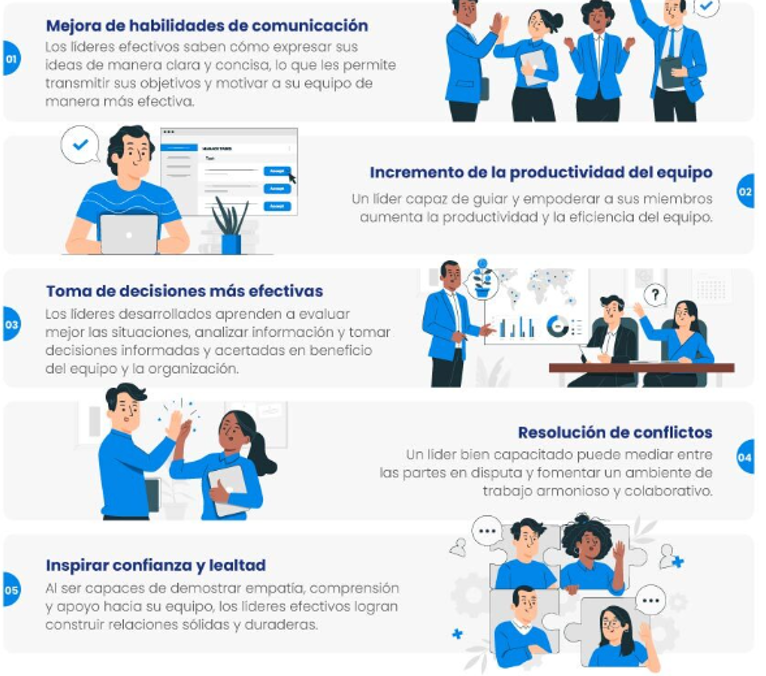 01
Mejora de habilidades de comunicación
Los líderes efectivos saben cómo expresar sus
ideas de manera clara y concisa, lo que les permite
transmitir sus objetivos y motivar a su equipo de
manera más efectiva.
Accept
Accept
Accept
02
Incremento de la productividad del equipo
Un líder capaz de guiar y empoderar a sus miembros
aumenta la productividad y la eficiencia del equipo.
03
Toma de decisiones más efectivas
Los líderes desarrollados aprenden a evaluar
mejor las situaciones, analizar información y tomar
decisiones informadas y acertadas en beneficio
del equipo y la organización.
?
04
Resolución de conflictos
Un líder bien capacitado puede mediar entre
las partes en disputa y fomentar un ambiente de
trabajo armonioso y colaborativo.
05
Inspirar confianza y lealtad
Al ser capaces de demostrar empatía, comprensión
y apoyo hacia su equipo, los líderes efectivos logran
construir relaciones sólidas y duraderas.